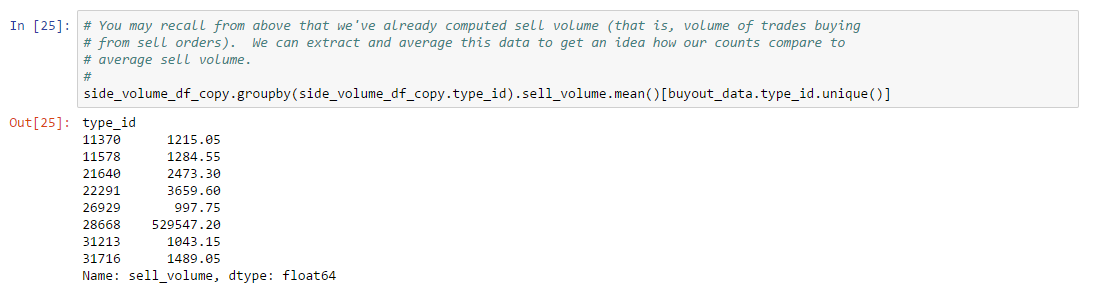 In [25]: # You may recall from above that we've already computed sell volume (that is, volume of trades buying
# from sell orders).  We can extract and average this data to get an idea how our counts compare to
# average sell volume.
#
side_volume_df_copy.groupby(side_volume_df_copy.type_id).sell_volume.mean()[buyout_data.type_id.unique()]
Out[25]: type_id
11370      1215.05
11578      1284.55
21640      2473.30
22291      3659.60
26929       997.75
28668    529547.20
31213      1043.15
31716      1489.05
Name: sell_volume, dtype: float64